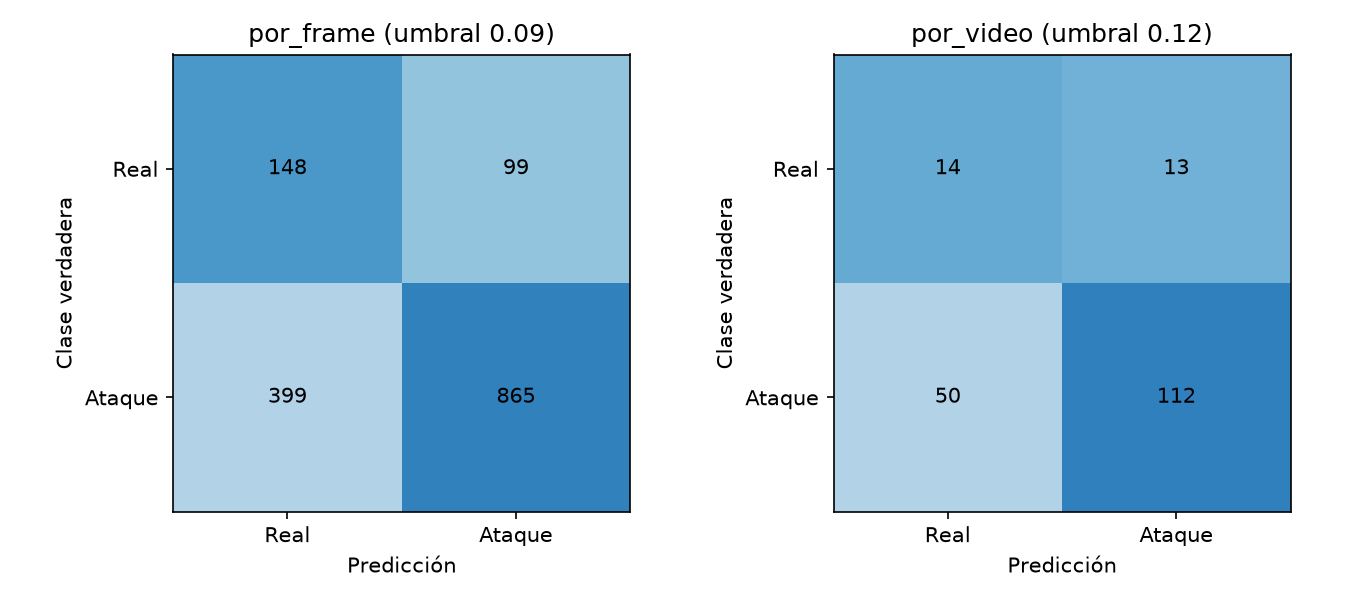 por_frame (umbral 0.09)
Clase verdadera
Real
148
99
Ataque
399
865
Real
Ataque
Predicción
por_video (umbral 0.12)
Clase verdadera
Real
14
13
Ataque
50
112
Real
Ataque
Predicción